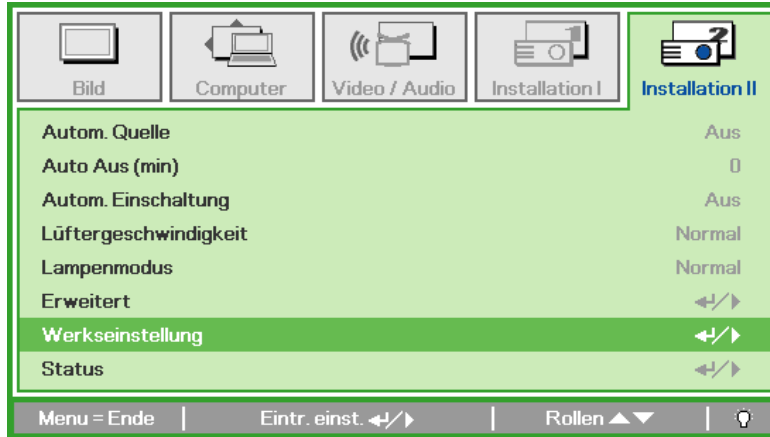 Bild Computer Video / Audio Installation I Installation II
Autom. Quelle Aus
Auto Aus (min) 0
Autom. Einschaltung Aus
Lüftergeschwindigkeit Normal
Lampenmodus Normal
Erweitert ↵/▶
Werkseinstellung ↵/▶
Status ↵/▶
Menu = Ende | Eintr. einst. ↵/▶ | Rollen ▲▼ |